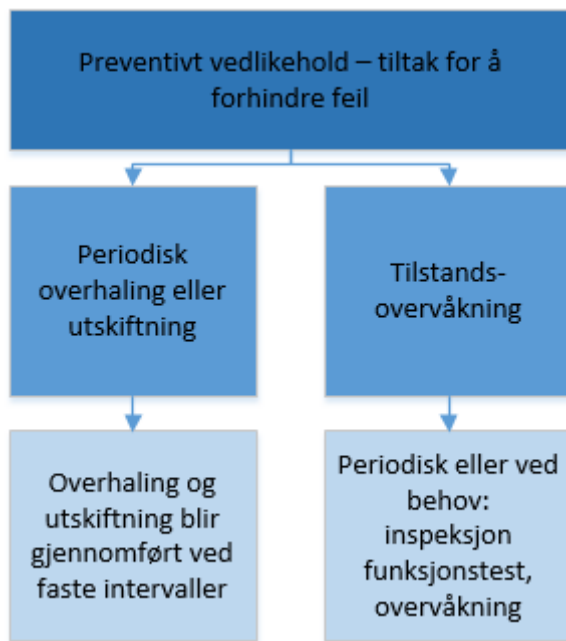 Preventivt vedlikehold – tiltak for å
forhindre feil
Periodisk
overhaling eller
utskiftning
Tilstands-
overvåkning
Overhaling og
utskiftning blir
gjennomført ved
faste intervaller
Periodisk eller ved
behov:
inspeksjon
funksjonstest,
overvåkning